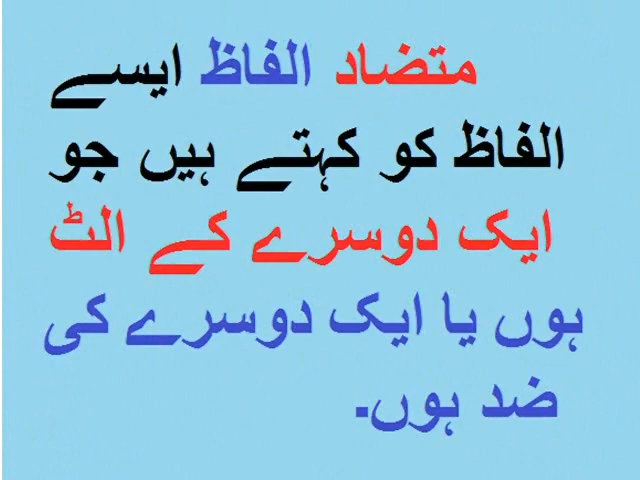 متضاد الفاظ ایسے
الفاظ کو کہتے ہیں جو
ایک دوسرے کے الٹ
ہوں یا ایک دوسرے کی
ضد ہوں۔